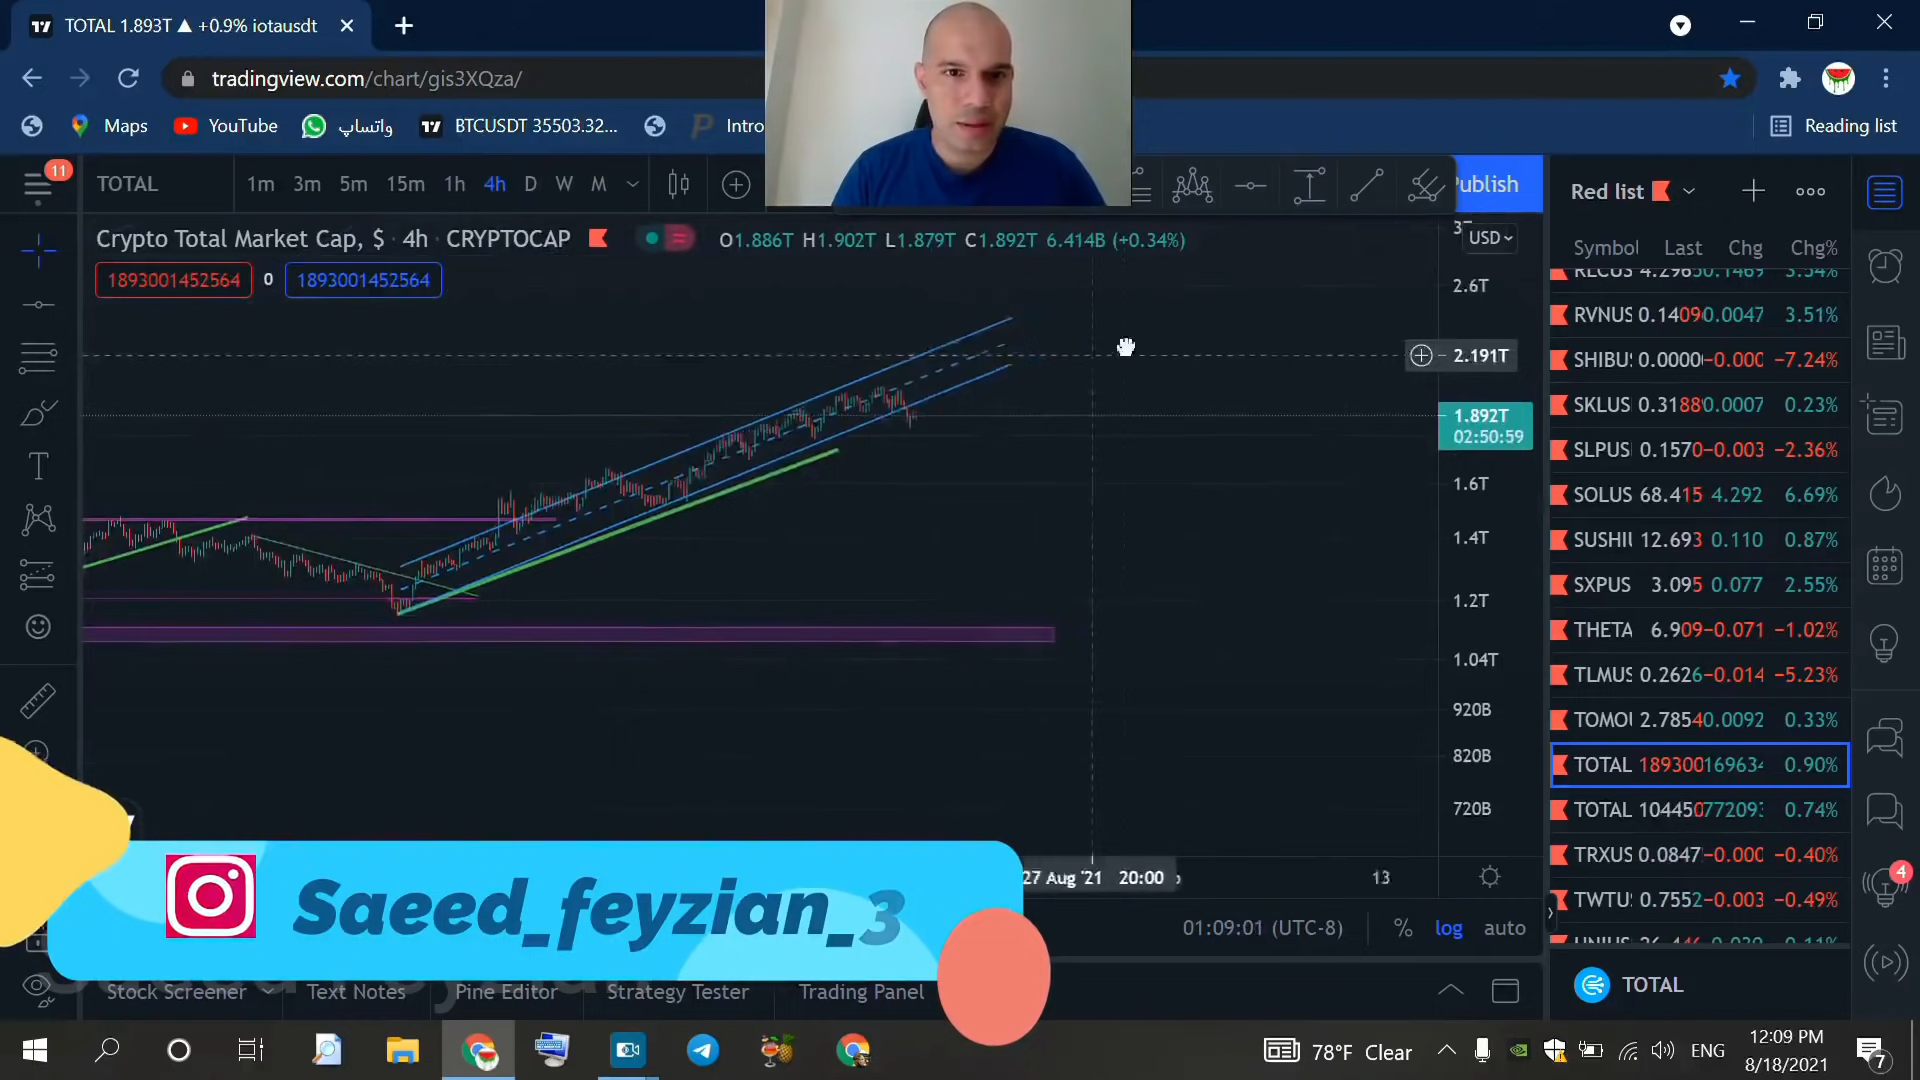 TOTAL 1.893T ▲ +0.9% iotausdt
tradingview.com/chart/gis3XQza/
Maps
YouTube
واتساپ
BTCUSDT 35503.32...
Intro
Reading list
11
TOTAL
1m 3m 5m 15m 1h 4h D W M
Publish
Red list
Crypto Total Market Cap, $ · 4h · CRYPTOCAP
O1.886T H1.902T L1.879T C1.892T 6.414B (+0.34%)
USD
1893001452564 0 1893001452564
Symbol Last Chg Chg%
3.54%
RVNUS 0.1409 0.0047 3.51%
SHIBU 0.0000 −0.000 −7.24%
SKLUS 0.3188 0.0007 0.23%
SLPUS 0.1570 −0.003 −2.36%
SOLUS 68.415 4.292 6.69%
SUSHI 12.693 0.110 0.87%
SXPUS 3.095 0.077 2.55%
THETA 6.909 −0.071 −1.02%
TLMUS 0.2626 −0.014 −5.23%
TOMOU 2.7854 0.0092 0.33%
TOTAL 189300 169634 0.90%
TOTAL 104450 772093 0.74%
TRXUS 0.0847 −0.000 −0.40%
TWTU 0.7552 −0.003 −0.49%
2.6T
2.191T
1.892T
02:50:59
1.6T
1.4T
1.2T
1.04T
920B
820B
720B
27 Aug '21 20:00
13
01:09:01 (UTC-8)
% log auto
Saeed_feyzian_3
4
TOTAL
Stock Screener
Text Notes
Pine Editor
Strategy Tester
Trading Panel
78°F Clear
ENG
12:09 PM
8/18/2021
7